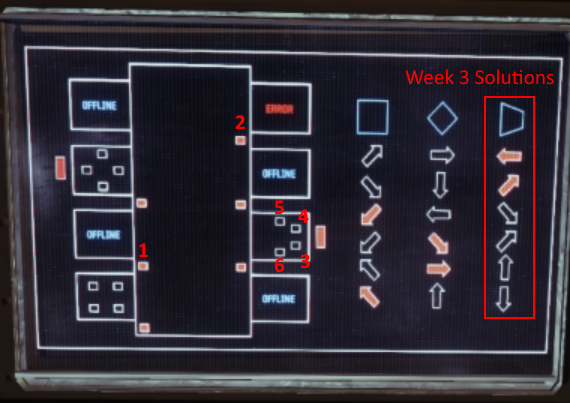 Week 3 Solutions
OFFLINE
ERROR
2
OFFLINE
5
4
OFFLINE
1
6
3
OFFLINE